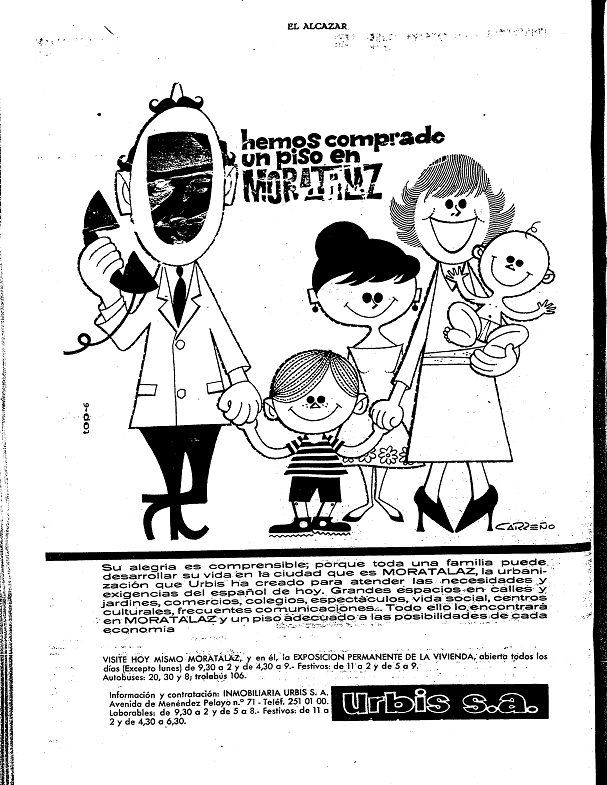 EL ALCAZAR
hemos comprado
un piso en
MORATALAZ
top-6
CARREÑO
Su alegria es comprensible; porque toda una familia puede
desarrollar su vida en la ciudad que es MORATALAZ, la urbani-
zación que Urbis ha creado para atender las necesidades y
exigencias del español de hoy. Grandes espacios en calles y
jardines, comercios, colegios, espectáculos, vida social, centros
culturales, frecuentes comunicaciones... Todo ello lo encontrará
en MORATALAZ y un piso adecuado a las posibilidades de cada
economía
VISITE HOY MISMO MORATALAZ, y en él, la EXPOSICION PERMANENTE DE LA VIVIENDA, abierta todos los
días (Excepto lunes) de 9,30 a 2 y de 4,30 a 9.- Festivos: de 11 a 2 y de 5 a 9.
Autobuses: 20, 30 y 8; trolebús 106.
Información y contratación: INMOBILIARIA URBIS S. A.
Avenida de Menéndez Pelayo n.º 71 - Teléf. 251 01 00.
Laborables: de 9,30 a 2 y de 5 a 8.- Festivos: de 11 a
2 y de 4,30 a 6,30.
Urbis s.a.